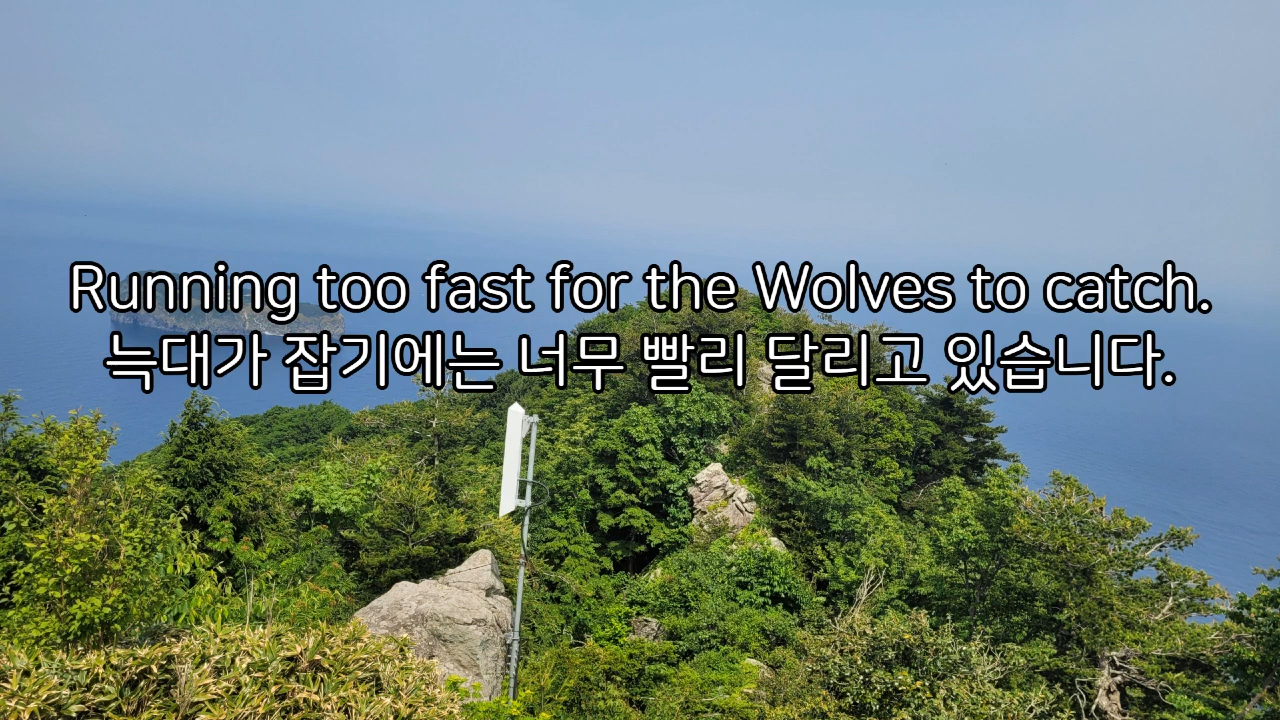 Running too fast for the Wolves to catch.
늑대가 잡기에는 너무 빨리 달리고 있습니다.